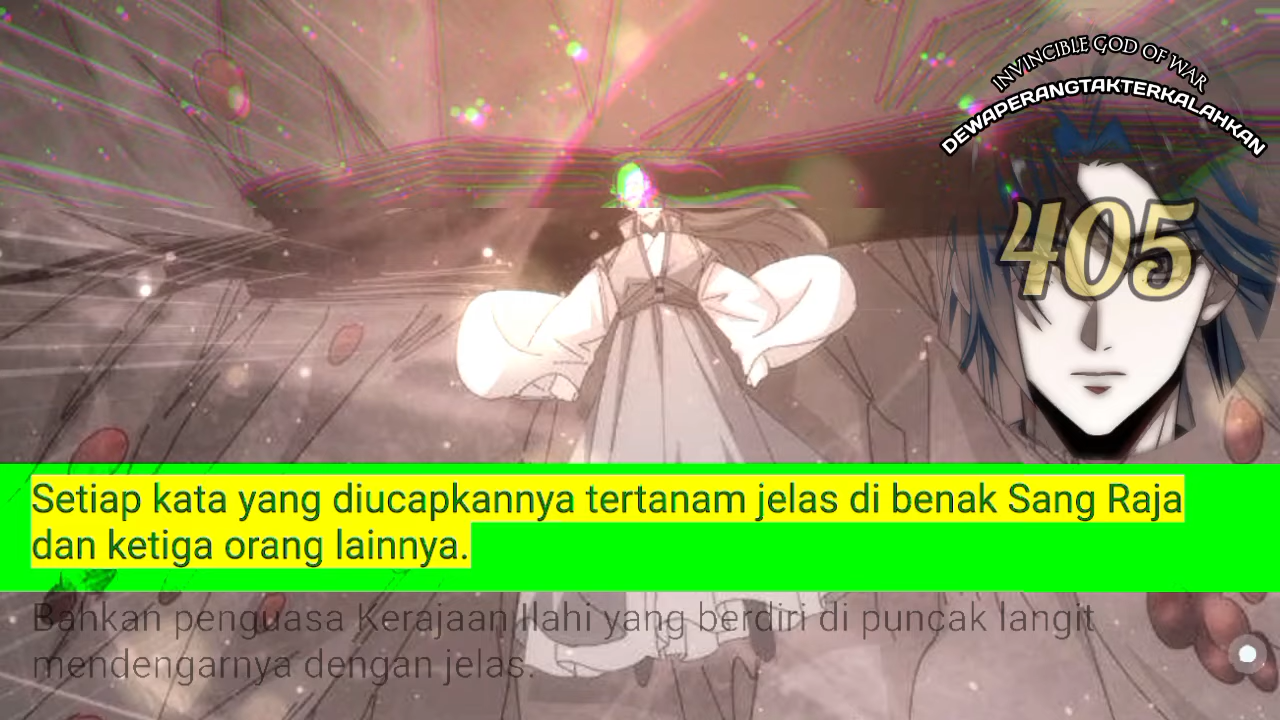 INVINCIBLE GOD OF WAR
DEWAPERANGTAKTERKALAHKAN
405
Setiap kata yang diucapkannya tertanam jelas di benak Sang Raja
dan ketiga orang lainnya.
Bahkan penguasa Kerajaan Ilahi yang berdiri di puncak langit
mendengarnya dengan jelas.